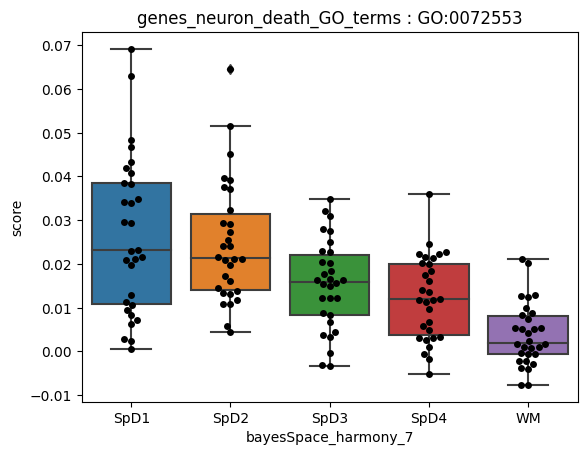 genes_neuron_death_GO_terms : GO:0072553
0.07
0.06
0.05
0.04
0.03
0.02
0.01
0.00
−0.01
score
SpD1 SpD2 SpD3 SpD4 WM
bayesSpace_harmony_7